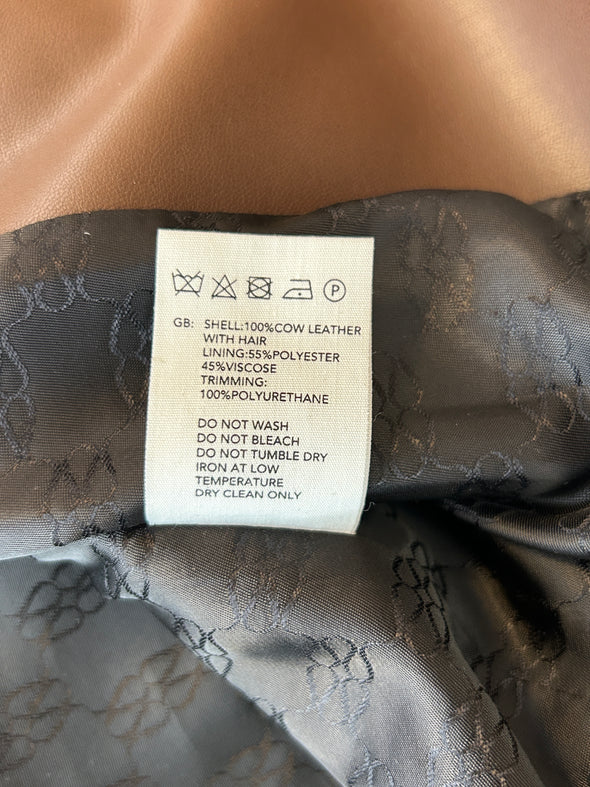 P
GB: SHELL:100%COW LEATHER
WITH HAIR
LINING:55%POLYESTER
45%VISCOSE
TRIMMING:
100%POLYURETHANE
DO NOT WASH
DO NOT BLEACH
DO NOT TUMBLE DRY
IRON AT LOW
TEMPERATURE
DRY CLEAN ONLY